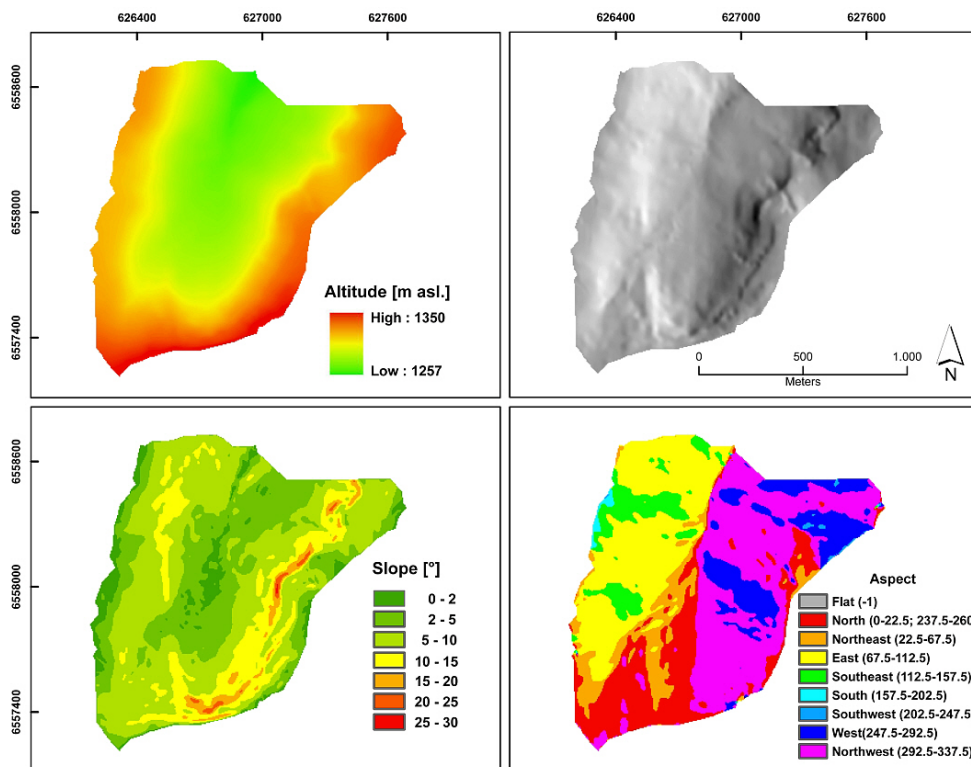 626400 627000 627600 626400 627000 627600
6558600
6558000
6557400
Altitude [m asl.]
High : 1350
Low : 1257
0 500 1.000
Meters
N
6558600
6558000
6557400
Slope [°]
0 - 2
2 - 5
5 - 10
10 - 15
15 - 20
20 - 25
25 - 30
Aspect
Flat (-1)
North (0-22.5; 237.5-260
Northeast (22.5-67.5)
East (67.5-112.5)
Southeast (112.5-157.5)
South (157.5-202.5)
Southwest (202.5-247.5
West(247.5-292.5)
Northwest (292.5-337.5)